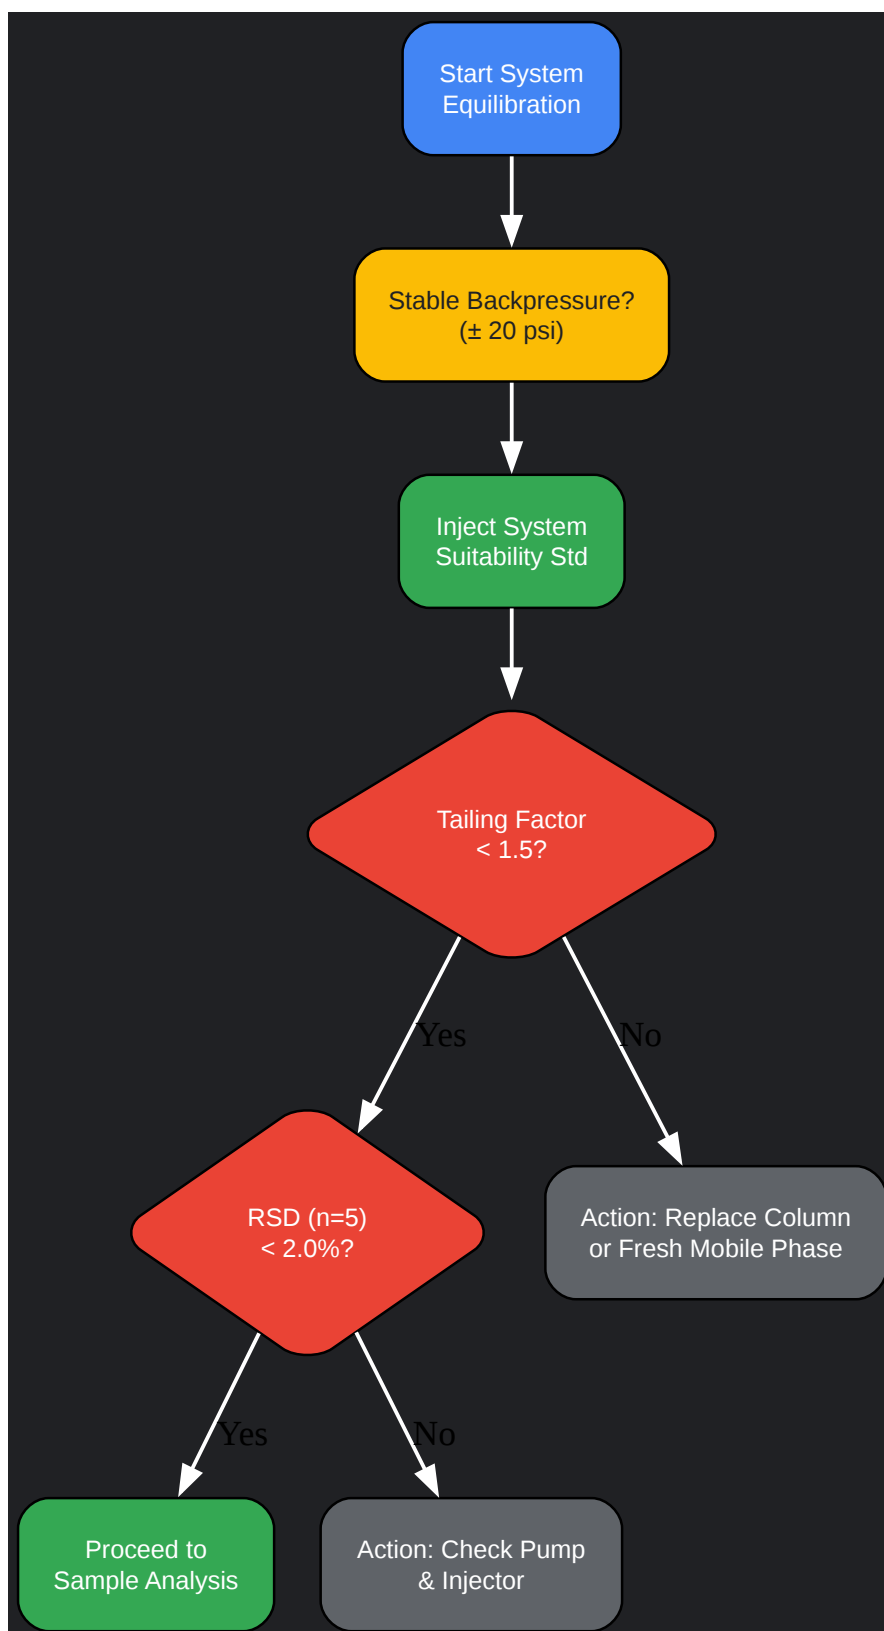 Start System
Equilibration
Stable Backpressure?
(± 20 psi)
Inject System
Suitability Std
Tailing Factor
< 1.5?
Yes
No
RSD (n=5)
< 2.0%?
Action: Replace Column
or Fresh Mobile Phase
Yes
No
Proceed to
Sample Analysis
Action: Check Pump
& Injector